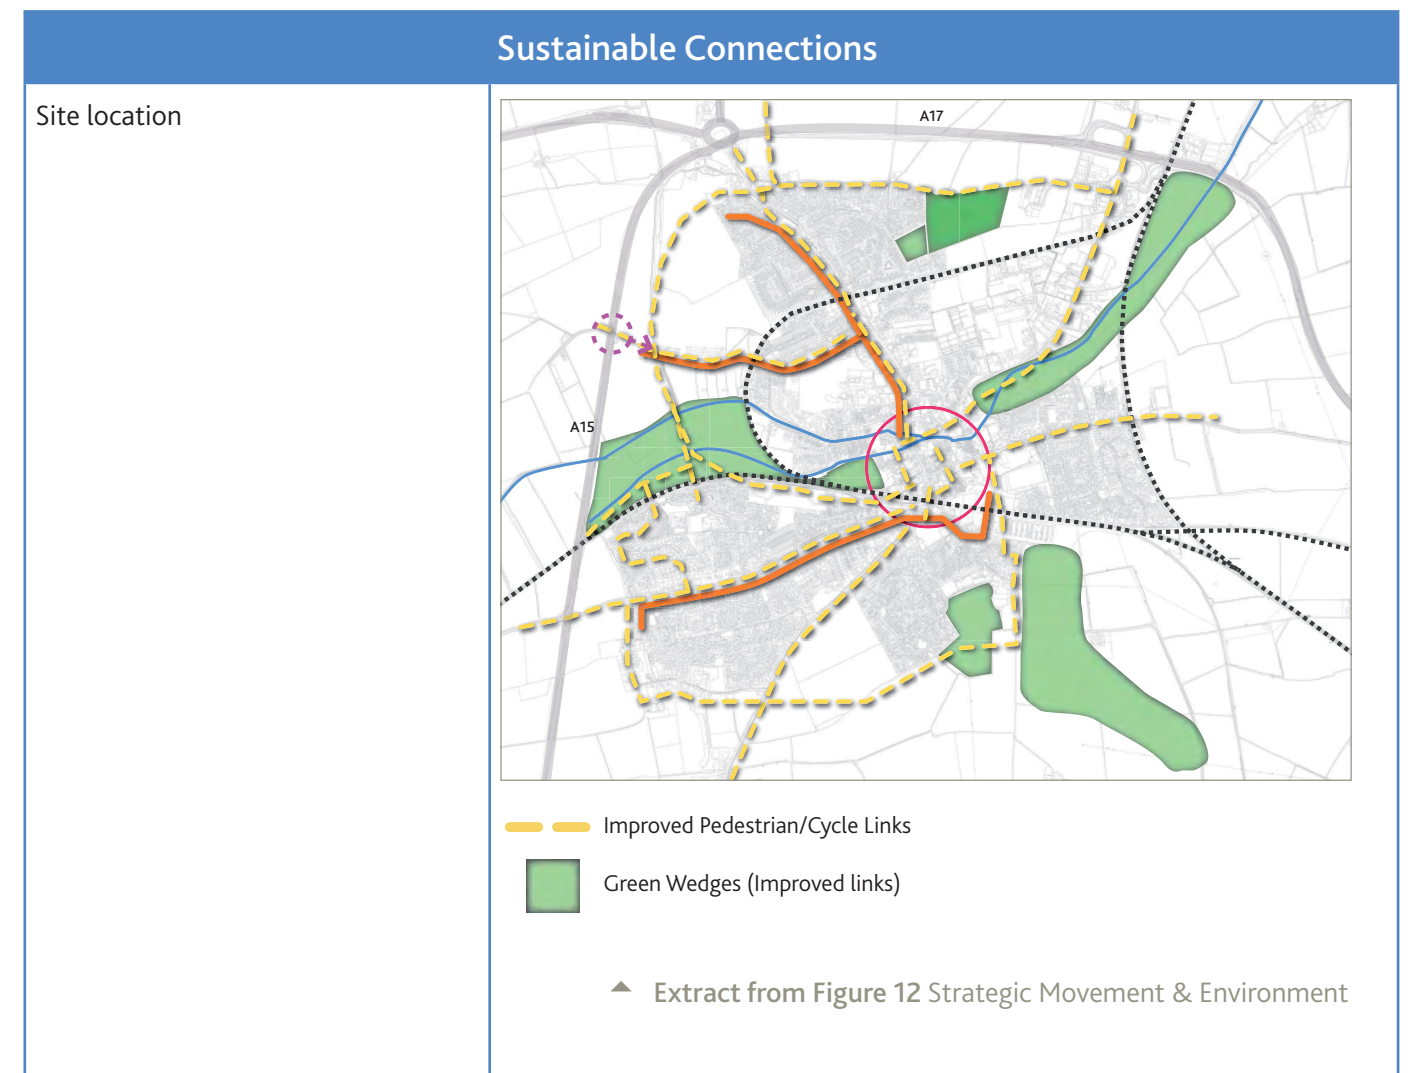 Sustainable Connections
Site location
A17
A15
Improved Pedestrian/Cycle Links
Green Wedges (Improved links)
Extract from Figure 12 Strategic Movement & Environment